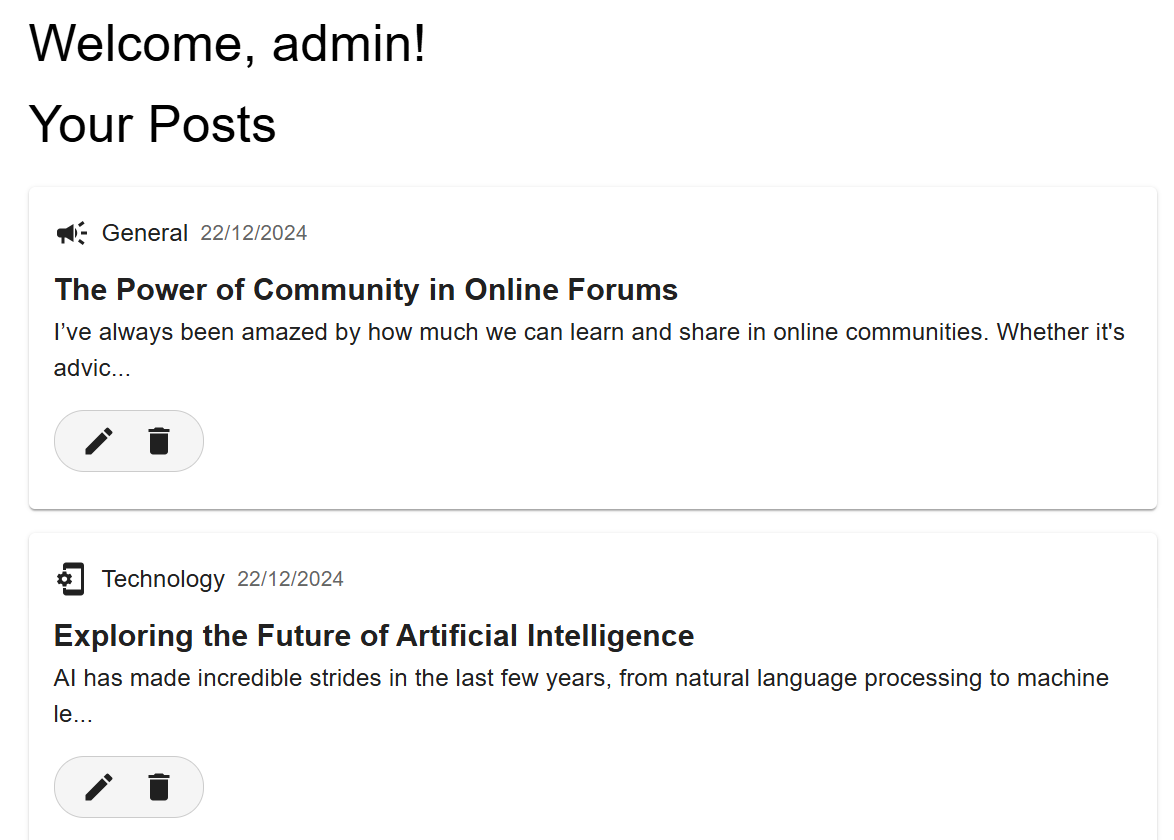 Welcome, admin!
Your Posts
General 22/12/2024
The Power of Community in Online Forums
I’ve always been amazed by how much we can learn and share in online communities. Whether it's
advic...
Technology 22/12/2024
Exploring the Future of Artificial Intelligence
AI has made incredible strides in the last few years, from natural language processing to machine
le...